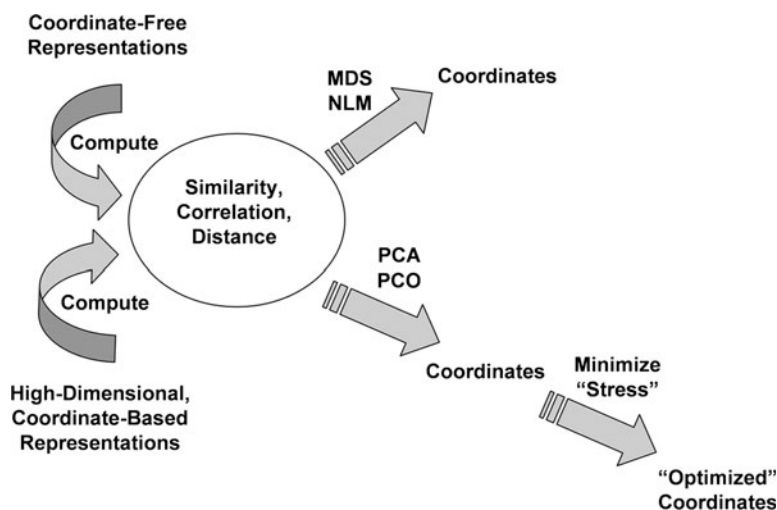 Coordinate-Free
Representations
Compute
MDS
NLM
Coordinates
Similarity,
Correlation,
Distance
Compute
PCA
PCO
High-Dimensional,
Coordinate-Based
Representations
Coordinates
Minimize
“Stress”
“Optimized”
Coordinates